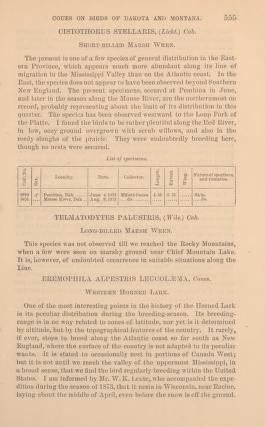 COUES ON BIRDS OF DAKOTA AND MONTANA. 555
CISTOTHORUS STELLARIS, (Licht.) Cab.
SHORT-BILLED MARSH WREN.
The present is one of a few species of general distribution in the East-
ern Province, which appears much more abundant along its line of
migration in the Mississippi Valley than on the Atlantic coast. In the
East, the species does not appear to have been observed beyond Southern
New England. The present specimens, secured at Pembina in June,
and later in the season along the Mouse River, are the northernmost on
record, probably representing about the limit of its distribution in this
quarter. The species has been observed westward to the Loup Fork of
the Platte. I found the birds to be rather plentiful along the Red River,
in low, oozy ground overgrown with scrub willows, and also in the
reedy sloughs of the prairie. They were undoubtedly breeding here,
though no nests were secured.
List of specimens.
Coll. No. Sex. Locality. Date. Collector. Length. Extent. Wing. Nature of specimen, and remarks.
Pembina, Dak Elliott Coues Skin.
Mouse River, Dak do do
TELMATODYTES PALUSTRIS, (Wils.) Cab.
LONG-BILLED MARSH WREN.
This species was not observed till we reached the Rocky Mountains,
when a few were seen on marshy ground near Chief Mountain Lake.
It is, however, of undoubted occurrence in suitable situations along the
Line.
EREMOPHILA ALPESTRIS LEUCOLÆMA, Coues.
WESTERN HORNED LARK.
One of the most interesting points in the history of the Horned Lark
is its peculiar distribution during the breeding-season. Its breeding-
range is in no way related to zones of latitude, nor yet is it determined
by altitude, but by the topographical features of the country. It rarely,
if ever, stops to breed along the Atlantic coast so far south as New
England, where the surface of the country is not adapted to its peculiar
wants. It is stated to occasionally nest in portions of Canada West;
but it is not until we reach the valley of the uppermost Mississippi, in
a broad sense, that we find the bird regularly breeding within the United
States. I am informed by Mr. W. K. Lente, who accompanied the expe-
dition during the season of 1873, that it nests in Wisconsin, near Racine,
laying about the middle of April, even before the snow is off the ground.